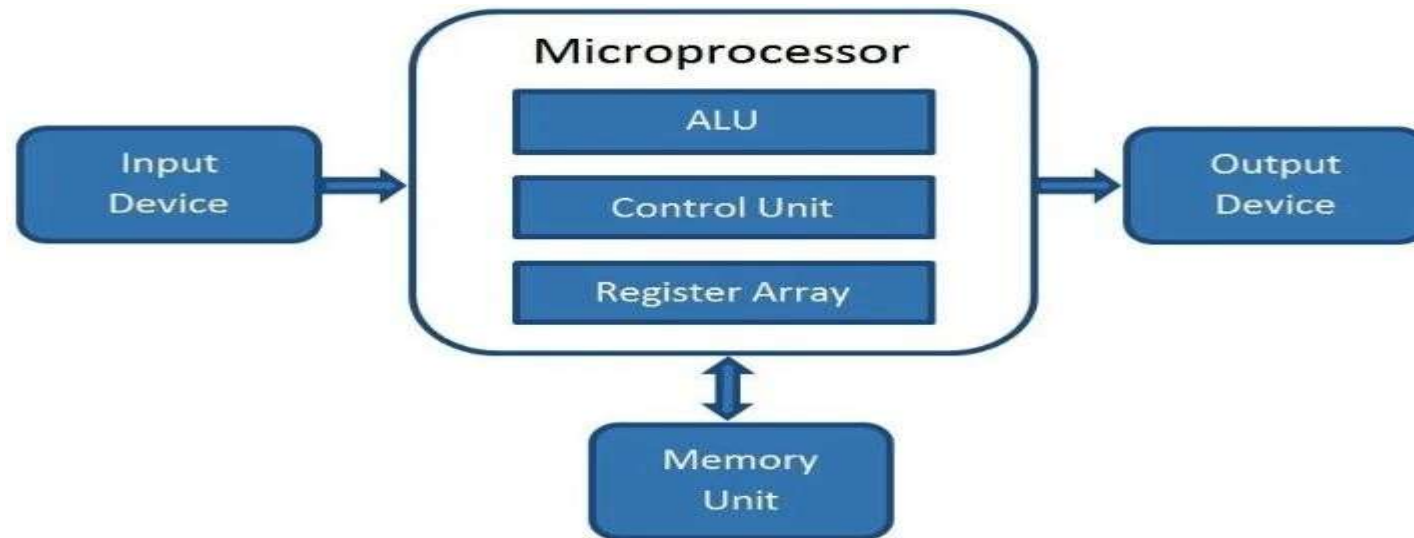 Microprocessor
ALU
Input
Device
Control Unit
Output
Device
Register Array
Memory
Unit